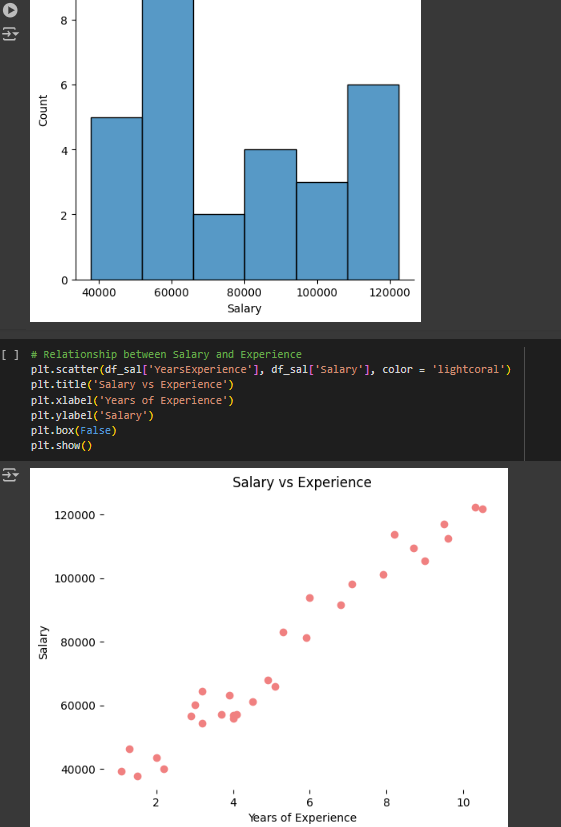 8
6
4
2
0
Count
40000 60000 80000 100000 120000
Salary
[ ] # Relationship between Salary and Experience
plt.scatter(df_sal['YearsExperience'], df_sal['Salary'], color = 'lightcoral')
plt.title('Salary vs Experience')
plt.xlabel('Years of Experience')
plt.ylabel('Salary')
plt.box(False)
plt.show()
Salary vs Experience
120000
100000
80000
60000
40000
Salary
2 4 6 8 10
Years of Experience